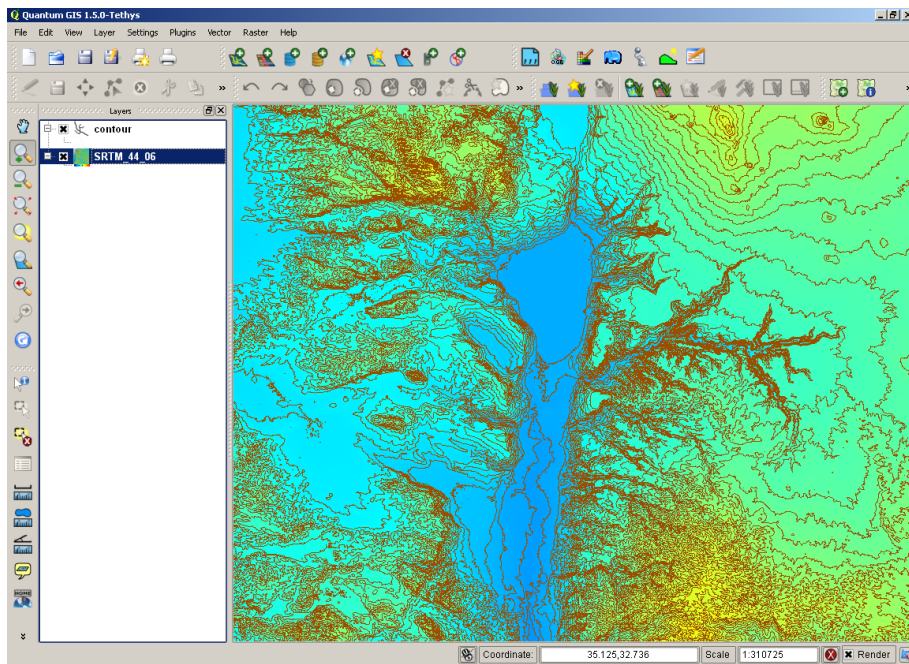 Quantum GIS 1.5.0-Tethys
File Edit View Layer Settings Plugins Vector Raster Help
Layers
contour
SRTM_44_06
Coordinate: 35.125,32.736 Scale 1:310725 Render